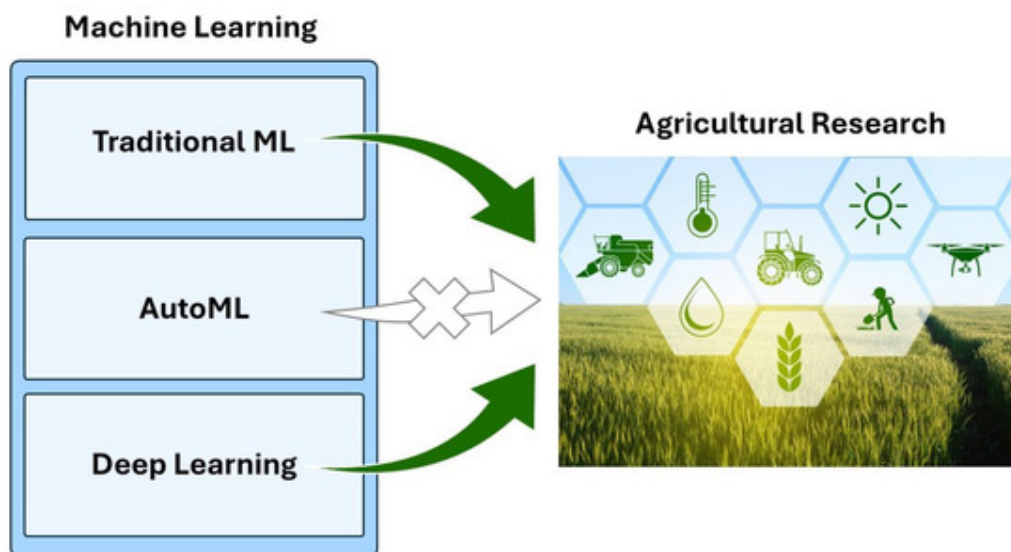 Machine Learning
Traditional ML
AutoML
Deep Learning
Agricultural Research